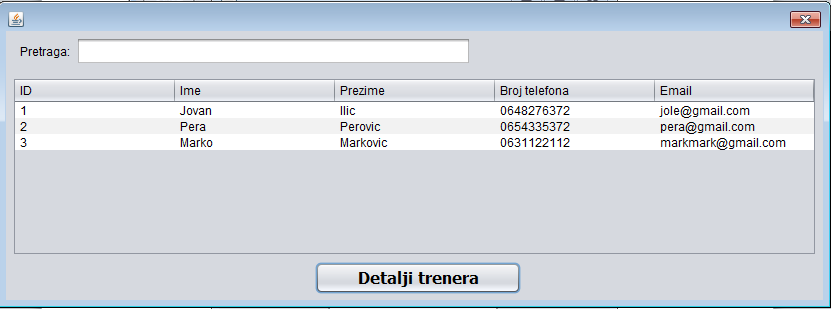 Pretraga:
ID Ime Prezime Broj telefona Email
1 Jovan Ilic 0648276372 jole@gmail.com
2 Pera Perovic 0654335372 pera@gmail.com
3 Marko Markovic 0631122112 markmark@gmail.com
Detalji trenera